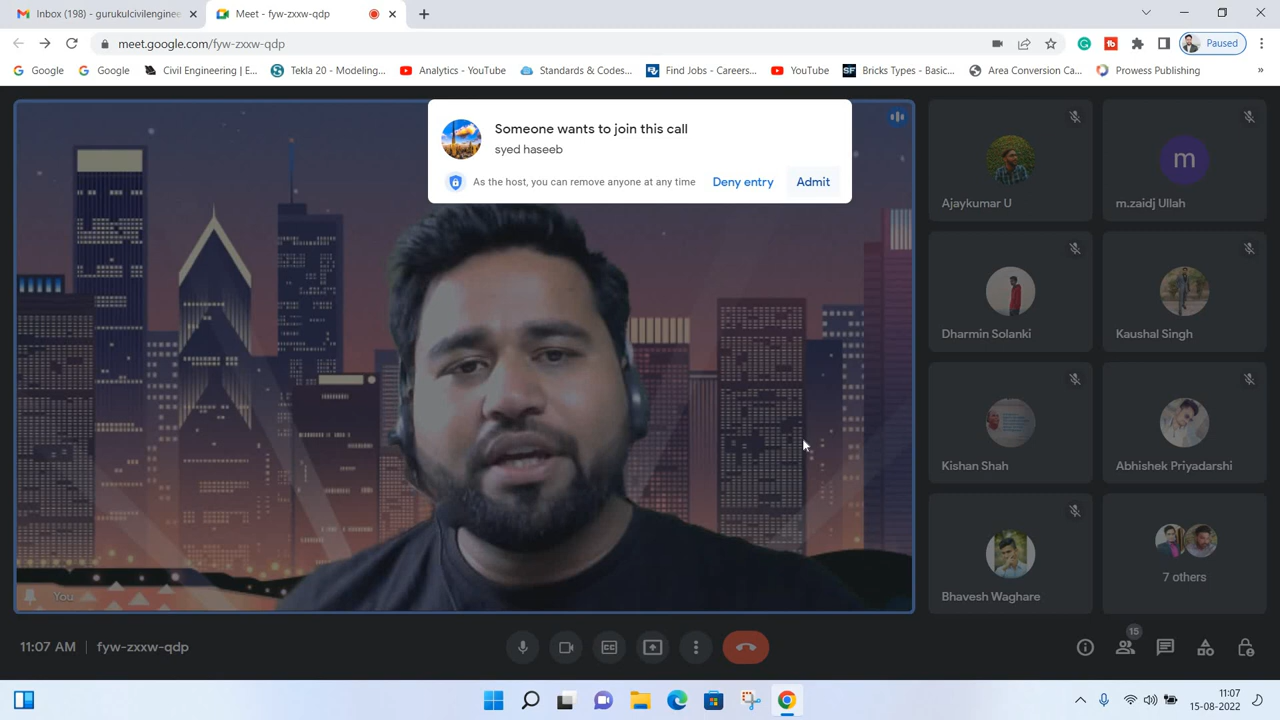 Inbox (198) - gurukulcivilenginee
Meet - fyw-zxxw-qdp
meet.google.com/fyw-zxxw-qdp
Paused
Google
Google
Civil Engineering | E...
Tekla 20 - Modeling...
Analytics - YouTube
Standards & Codes...
Find Jobs - Careers...
YouTube
SF
Bricks Types - Basic...
Area Conversion Ca...
Prowess Publishing
»
Someone wants to join this call
syed haseeb
As the host, you can remove anyone at any time
Deny entry
Admit
Ajaykumar U
m
m.zaidj Ullah
Dharmin Solanki
Kaushal Singh
Kishan Shah
Abhishek Priyadarshi
Bhavesh Waghare
7 others
You
11:07 AM | fyw-zxxw-qdp
CC
15
11:07
15-08-2022